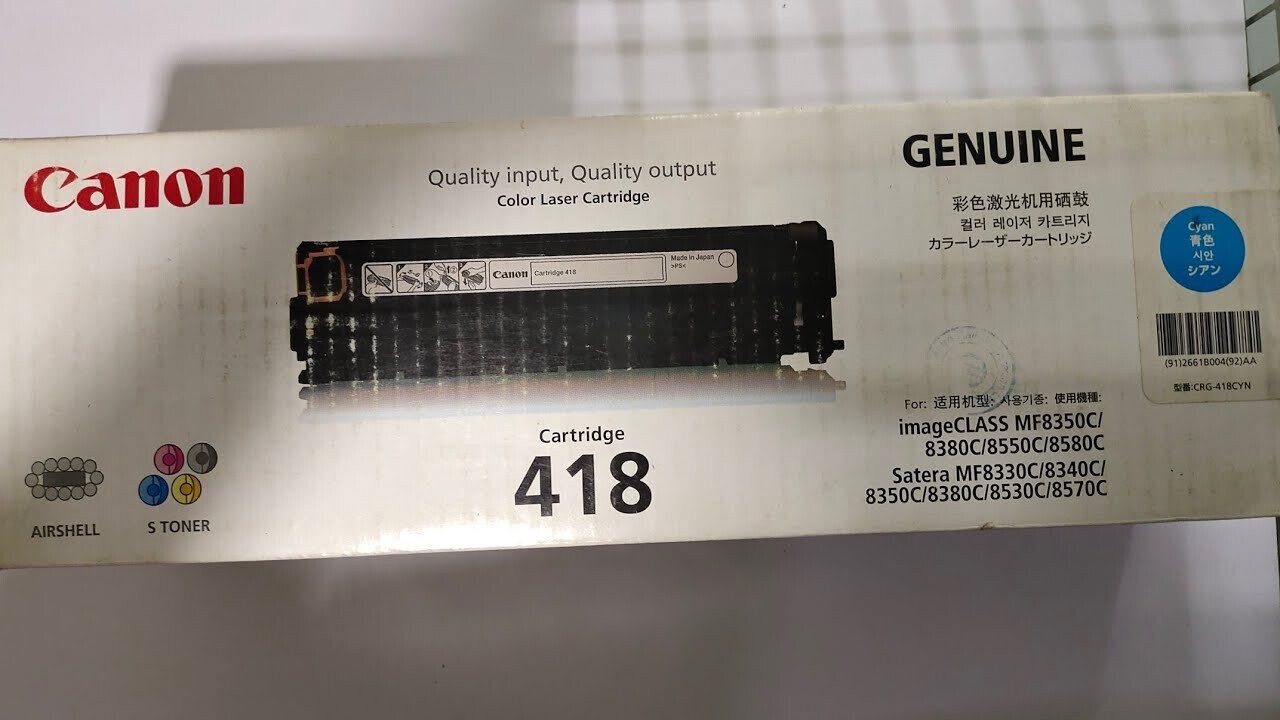 Canon
Quality input, Quality output
Color Laser Cartridge
GENUINE
彩色激光机用硒鼓
컬러 레이저 카트리지
カラーレーザーカートリッジ
Cyan
青色
시안
シアン
(91)2661B004(92)AA
型番:CRG-418CYN
Canon
Cartridge 418
Made in Japan
>PS<
For: 适用机型: 사용기종: 使用機種:
imageCLASS MF8350C/
8380C/8550C/8580C
Satera MF8330C/8340C/
8350C/8380C/8530C/8570C
Cartridge
418
AIRSHELL
S TONER